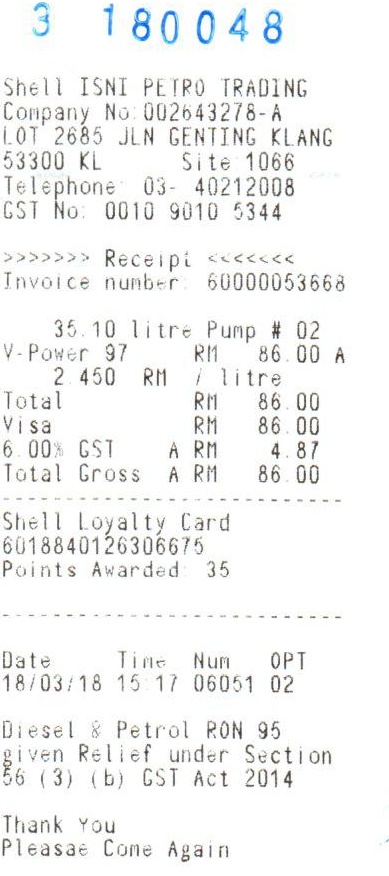 3 180048
Shell ISNI PETRO TRADING
Company No:002643278-A
LOT 2685 JLN GENTING KLANG
53300 KL Site:1066
Telephone: 03- 40212008
GST No: 0010 9010 5344
>>>>>>> Receipt <<<<<<<
Invoice number: 60000053668
35.10 litre Pump # 02
V-Power 97 RM 86.00 A
2.450 RM / litre
Total RM 86.00
Visa RM 86.00
6.00% GST A RM 4.87
Total Gross A RM 86.00
Shell Loyalty Card
6018840126306675
Points Awarded: 35
Date Time Num OPT
18/03/18 15:17 06051 02
Diesel & Petrol RON 95
given Relief under Section
56 (3) (b) GST Act 2014
Thank You
Pleasae Come Again